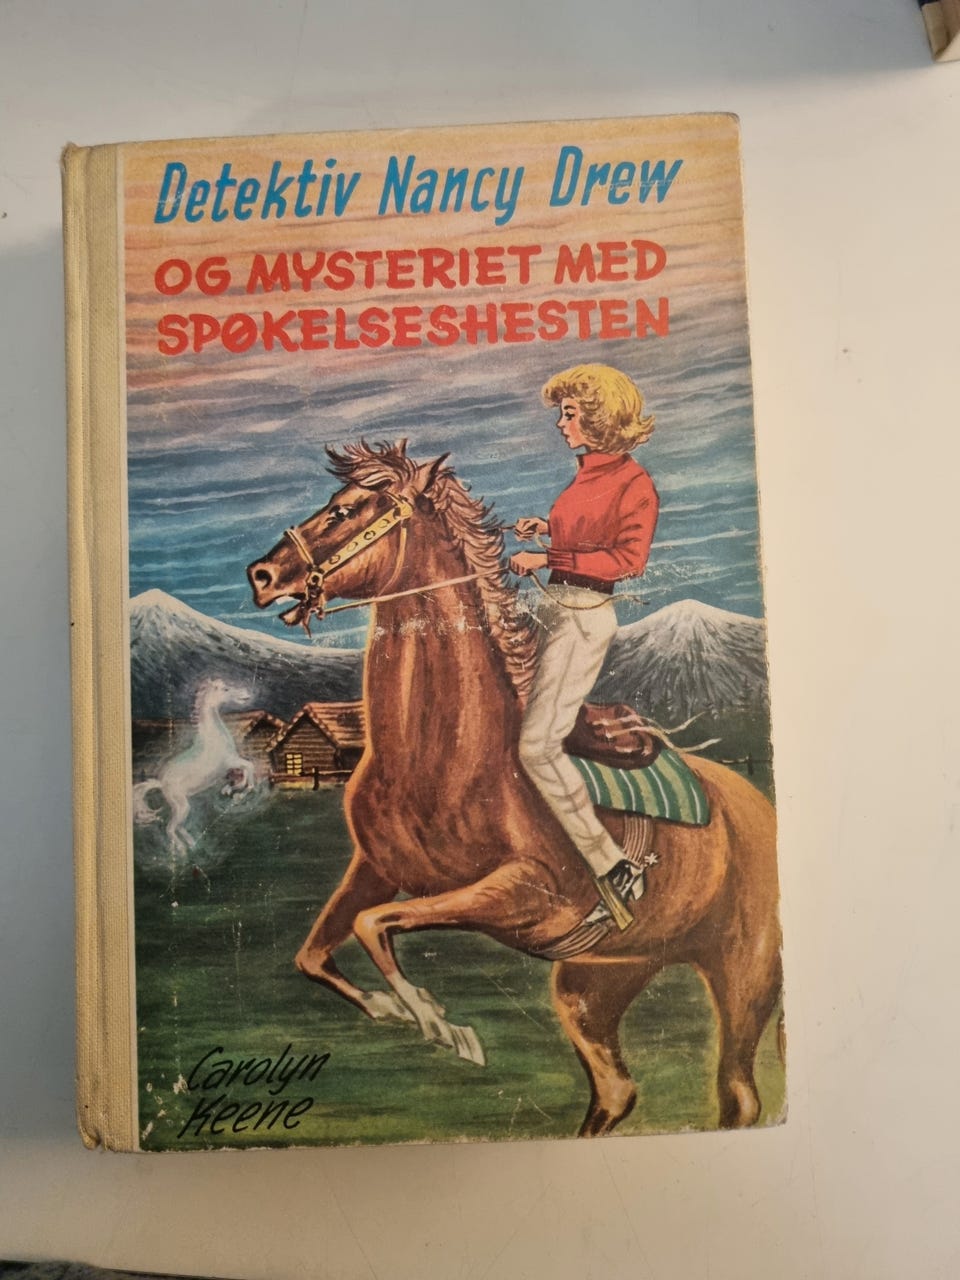 Detektiv Nancy Drew
OG MYSTERIET MED
SPØKELSESHESTEN
Carolyn
Keene